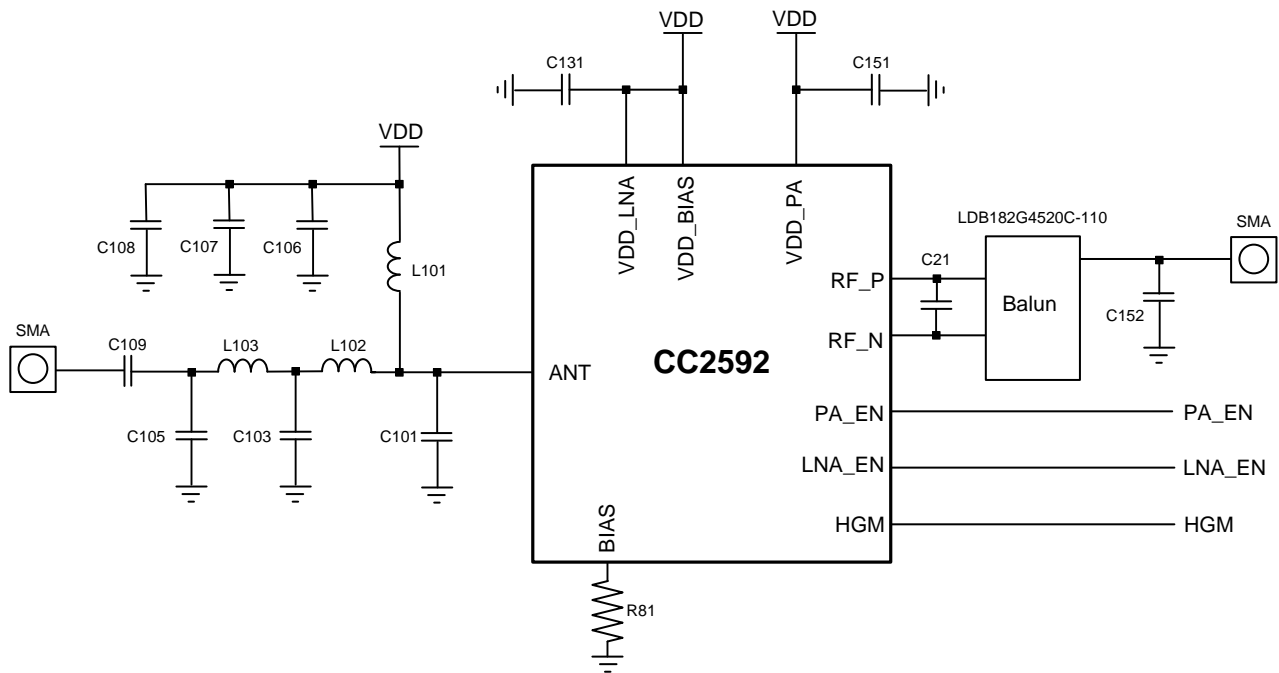 VDD
VDD
C131
C151
VDD
VDD_LNA
VDD_BIAS
VDD_PA
C108
C107
C106
L101
LDB182G4520C-110
SMA
C21
RF_P
RF_N
Balun
C152
SMA
C109
L103
L102
ANT
CC2592
C105
C103
C101
PA_EN
PA_EN
LNA_EN
LNA_EN
HGM
HGM
BIAS
R81